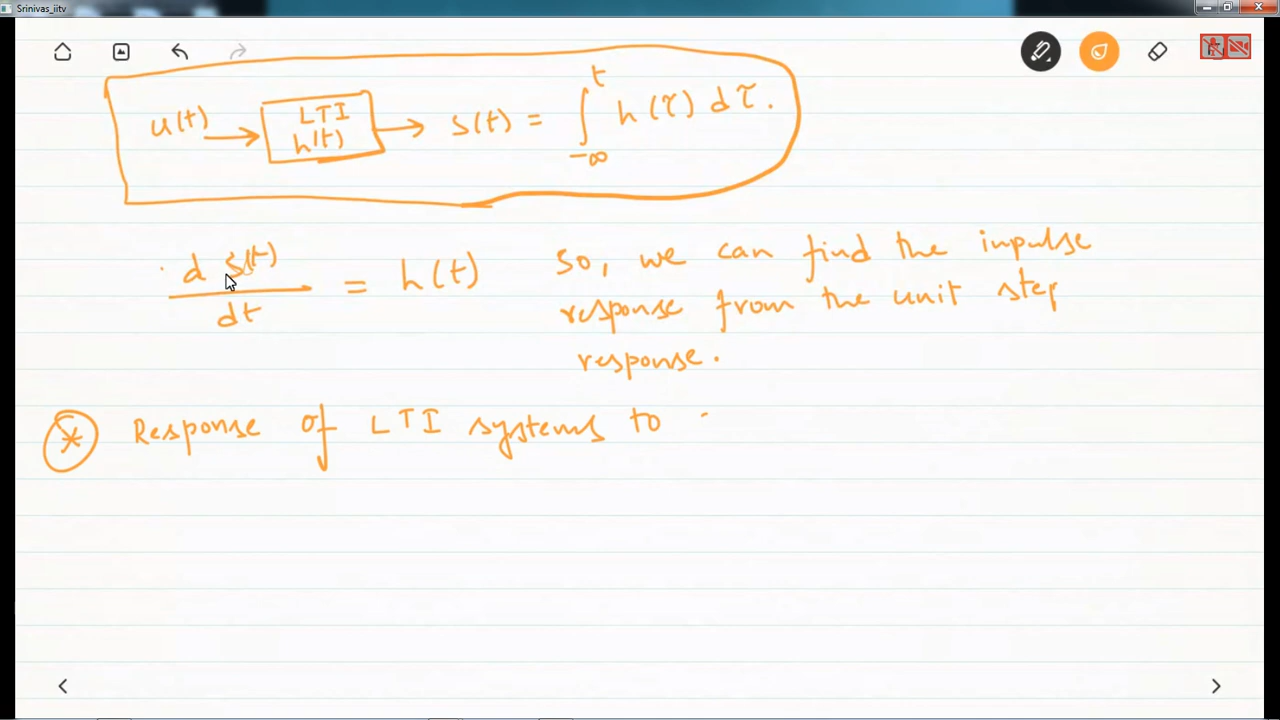 Srinivas_iitv
u(t) → LTI h(t) → s(t) = ∫_{-∞}^{t} h(τ) dτ.
d s(t) / dt = h(t) So, we can find the inpulse
response from the unit step
response.
* Response of LTI systems to